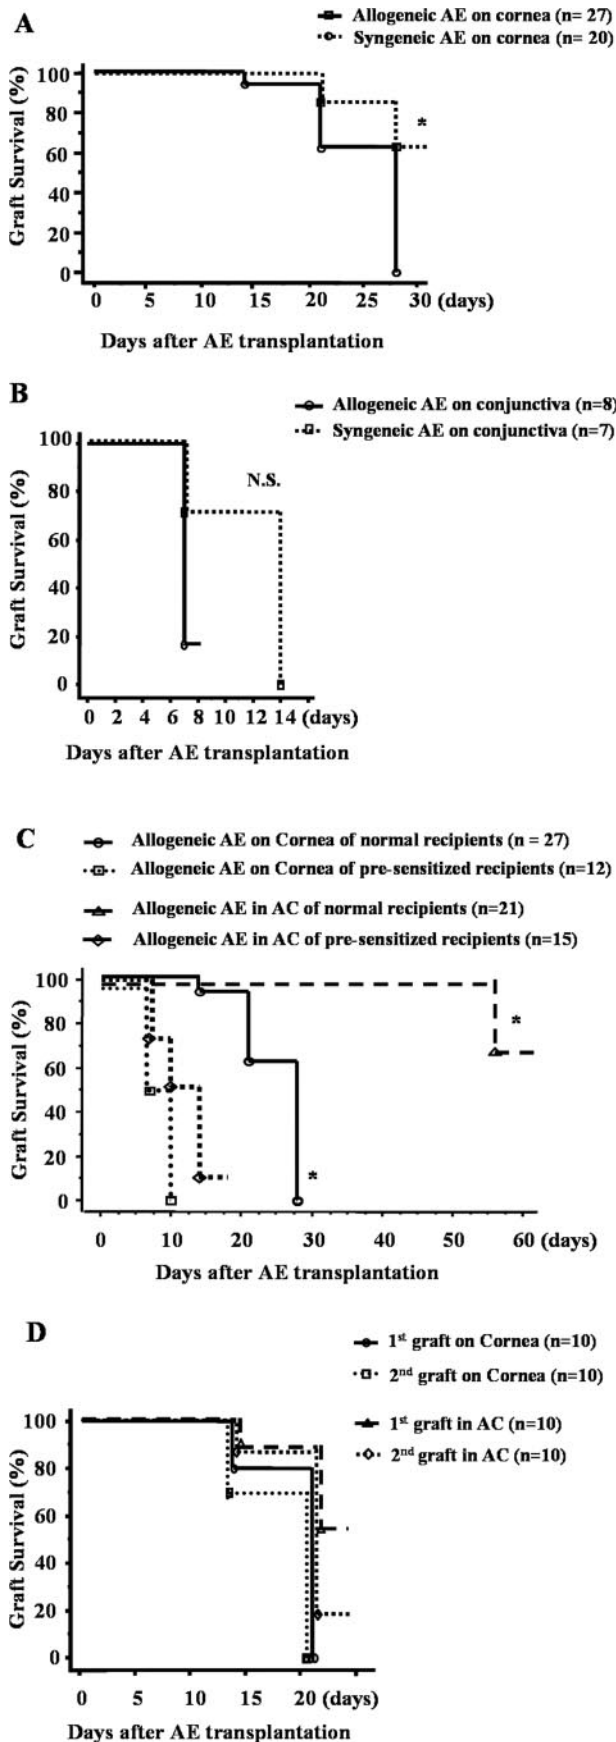 A
Allogeneic AE on cornea (n= 27)
Syngeneic AE on cornea (n= 20)
Graft Survival (%)
100
80
60
40
20
0
*
0 5 10 15 20 25 30 (days)
Days after AE transplantation
B
Allogeneic AE on conjunctiva (n=8)
Syngeneic AE on conjunctiva (n=7)
Graft Survival (%)
100
80
60
40
20
0
N.S.
0 2 4 6 8 10 12 14 (days)
Days after AE transplantation
C
Allogeneic AE on Cornea of normal recipients (n = 27)
Allogeneic AE on Cornea of pre-sensitized recipients (n=12)
Allogeneic AE in AC of normal recipients (n=21)
Allogeneic AE in AC of pre-sensitized recipients (n=15)
Graft Survival (%)
100
80
60
40
20
0
*
*
0 10 20 30 40 50 60 (days)
Days after AE transplantation
D
1st graft on Cornea (n=10)
2nd graft on Cornea (n=10)
1st graft in AC (n=10)
2nd graft in AC (n=10)
Graft Survival (%)
100
80
60
40
20
0
0 5 10 15 20 (days)
Days after AE transplantation